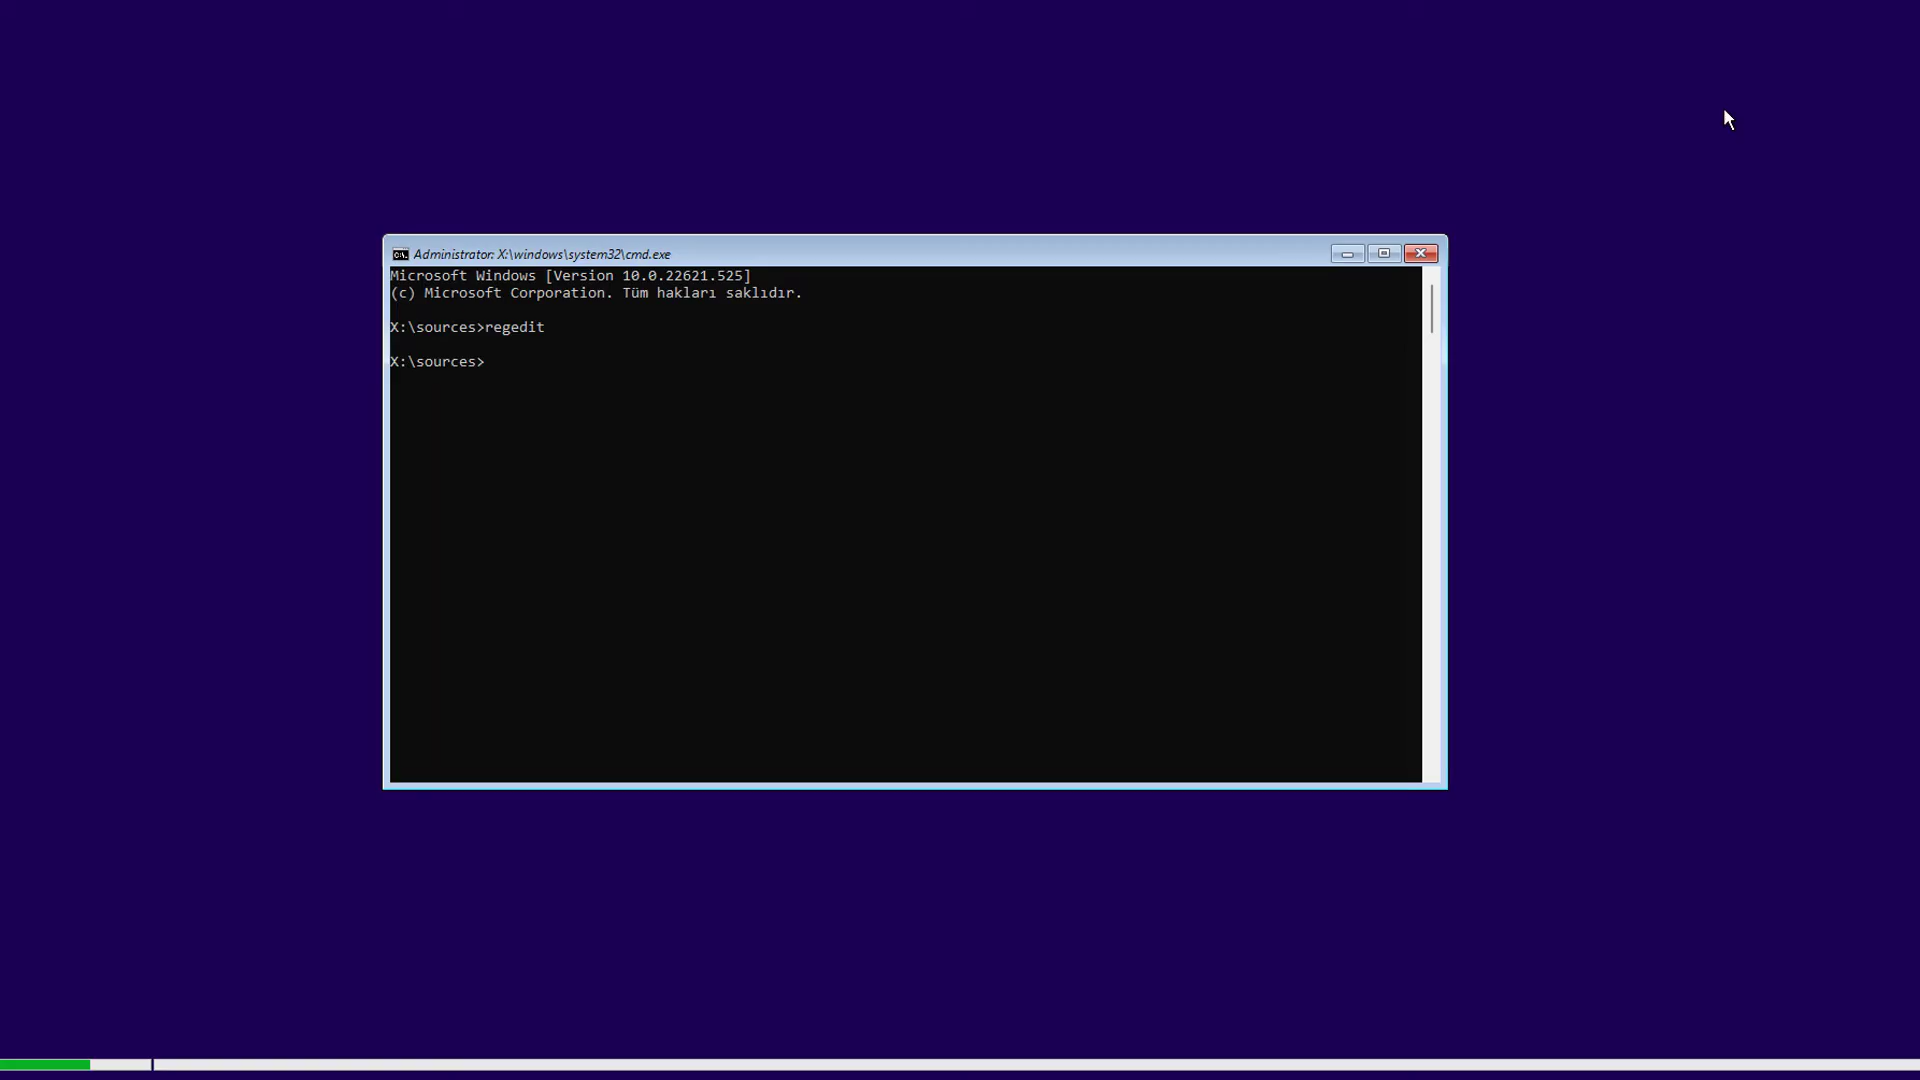 Administrator: X:\windows\system32\cmd.exe
Microsoft Windows [Version 10.0.22621.525]
(c) Microsoft Corporation. Tüm hakları saklıdır.
X:\sources>regedit
X:\sources>